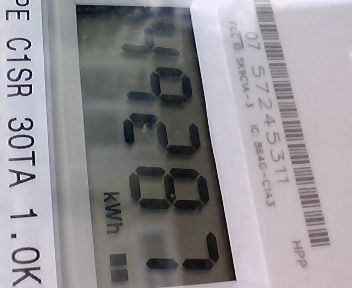 07 57245311
FCC ID SK9C1A-3 IC: 864G-C1A3
HPP
kWh
PE C1SR 30TA 1.0K